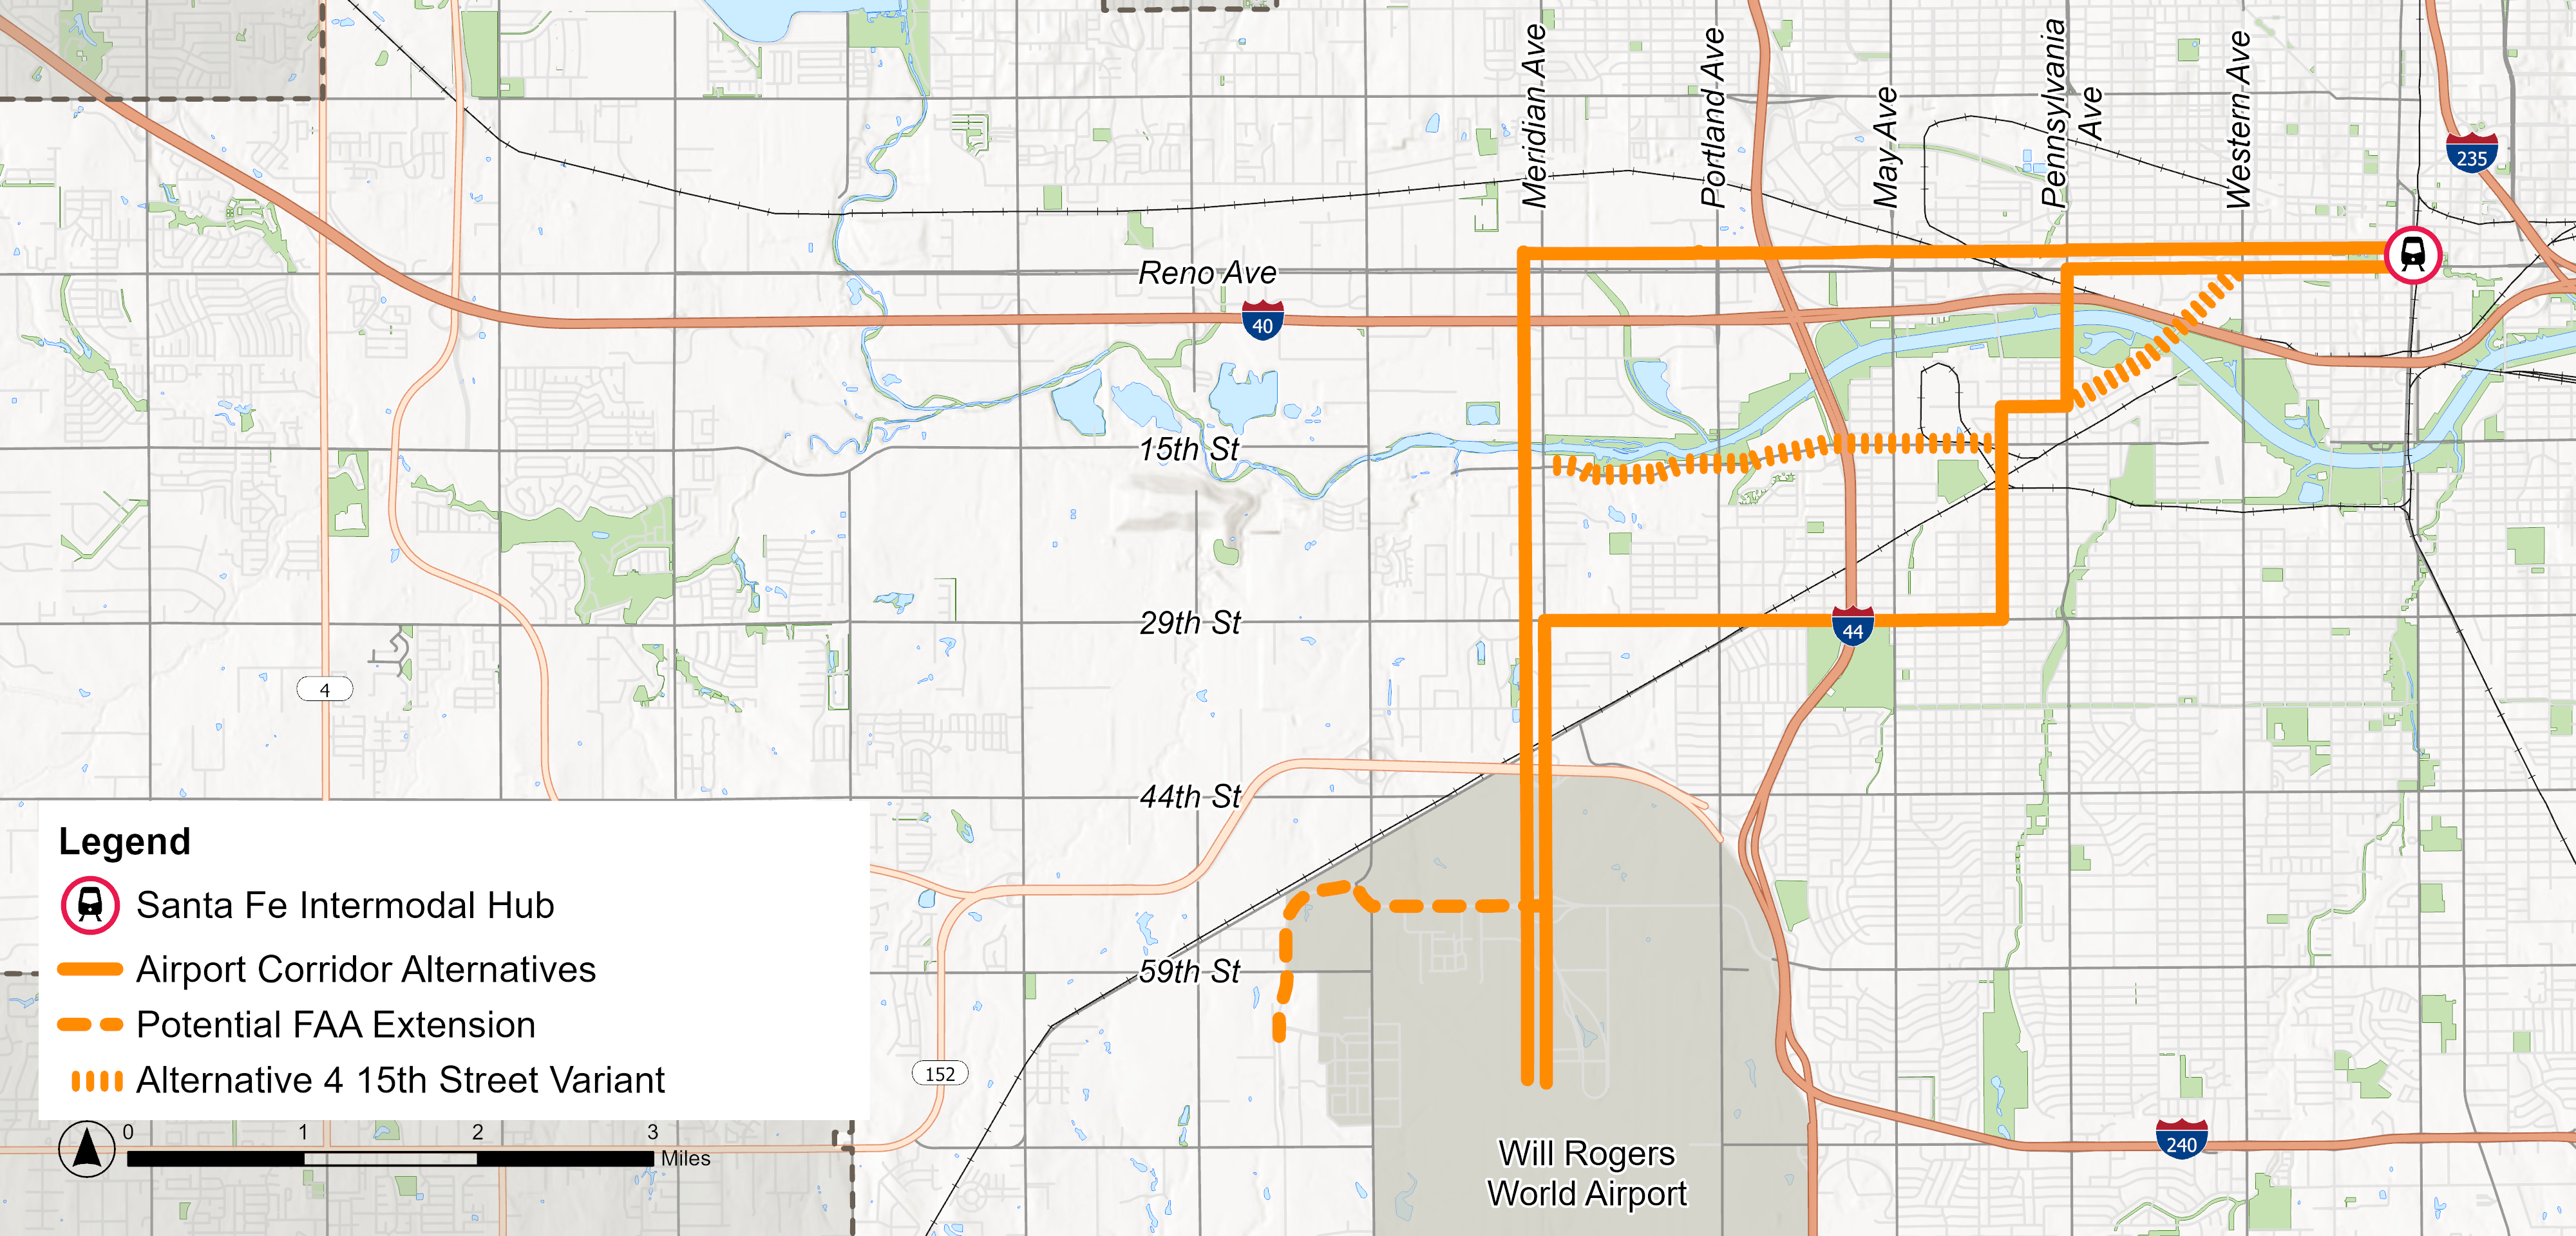 Meridian Ave
Portland Ave
May Ave
Pennsylvania
Ave
Western Ave
235
Reno Ave
40
15th St
29th St
44
4
44th St
59th St
152
240
Will Rogers
World Airport
Legend
Santa Fe Intermodal Hub
Airport Corridor Alternatives
Potential FAA Extension
Alternative 4 15th Street Variant
0 1 2 3
Miles